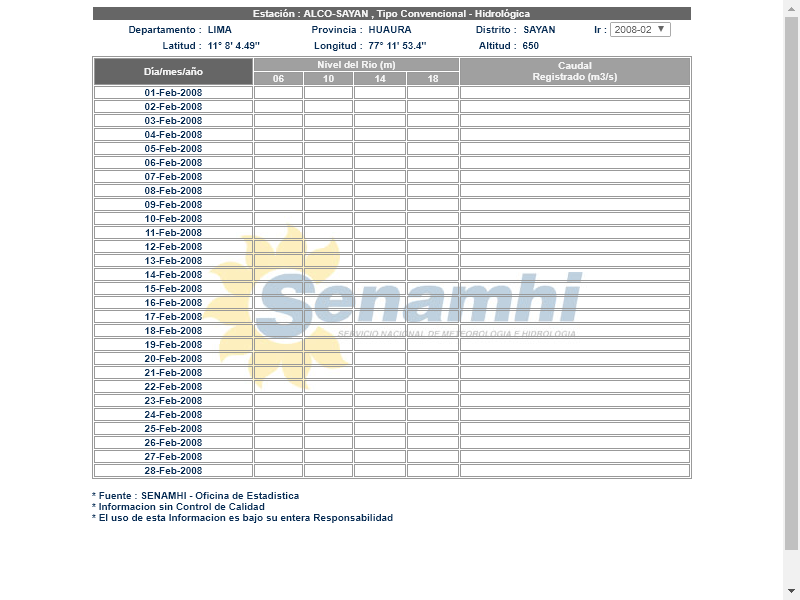 Estación : ALCO-SAYAN , Tipo Convencional - Hidrológica
Departamento : LIMA Provincia : HUAURA Distrito : SAYAN Ir : 2008-02
Latitud : 11° 8' 4.49'' Longitud : 77° 11' 53.4'' Altitud : 650
Día/mes/año Nivel del Río (m) Caudal
Registrado (m3/s)
06 10 14 18
01-Feb-2008
02-Feb-2008
03-Feb-2008
04-Feb-2008
05-Feb-2008
06-Feb-2008
07-Feb-2008
08-Feb-2008
09-Feb-2008
10-Feb-2008
11-Feb-2008
12-Feb-2008
13-Feb-2008
14-Feb-2008
15-Feb-2008
16-Feb-2008
17-Feb-2008
18-Feb-2008
19-Feb-2008
20-Feb-2008
21-Feb-2008
22-Feb-2008
23-Feb-2008
24-Feb-2008
25-Feb-2008
26-Feb-2008
27-Feb-2008
28-Feb-2008
Senamhi
SERVICIO NACIONAL DE METEOROLOGIA E HIDROLOGIA
* Fuente : SENAMHI - Oficina de Estadistica
* Informacion sin Control de Calidad
* El uso de esta Informacion es bajo su entera Responsabilidad